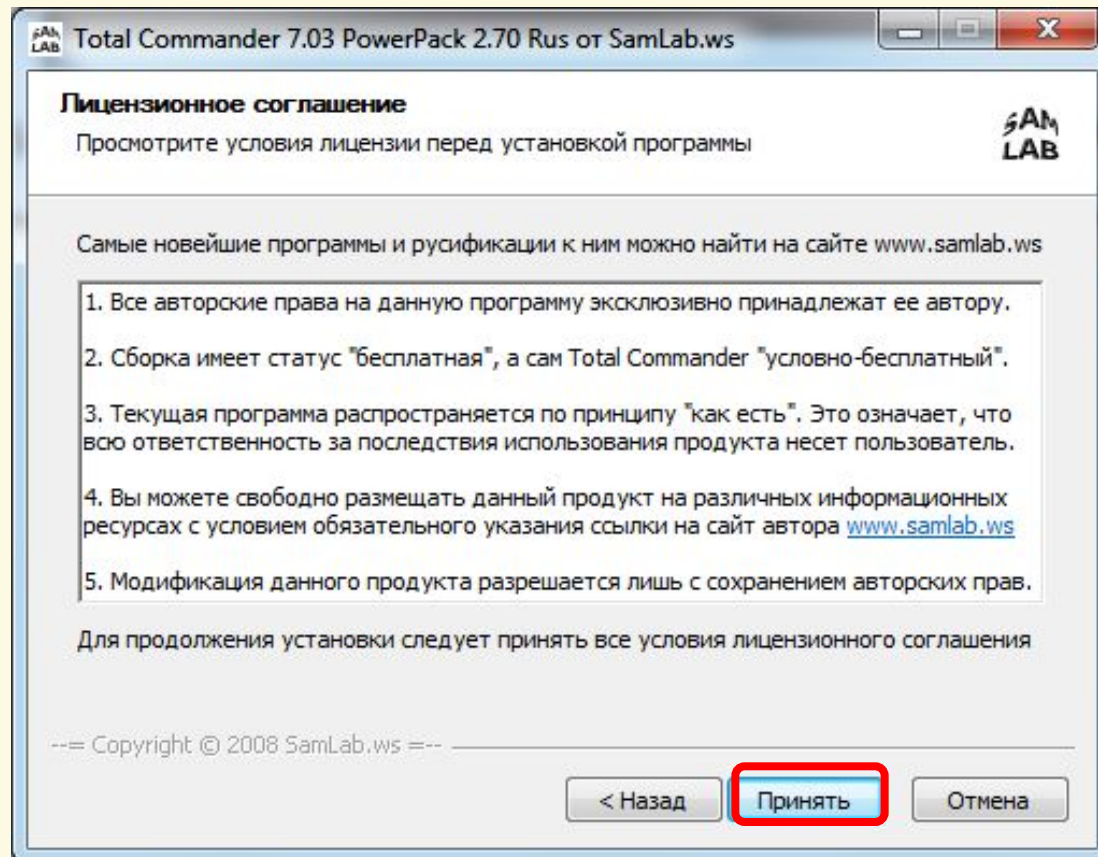 SAM
LAB
Total Commander 7.03 PowerPack 2.70 Rus от SamLab.ws
Лицензионное соглашение
Просмотрите условия лицензии перед установкой программы
SAM
LAB
Самые новейшие программы и русификации к ним можно найти на сайте www.samlab.ws
1. Все авторские права на данную программу эксклюзивно принадлежат ее автору.
2. Сборка имеет статус "бесплатная", а сам Total Commander "условно-бесплатный".
3. Текущая программа распространяется по принципу "как есть". Это означает, что
всю ответственность за последствия использования продукта несет пользователь.
4. Вы можете свободно размещать данный продукт на различных информационных
ресурсах с условием обязательного указания ссылки на сайт автора www.samlab.ws
5. Модификация данного продукта разрешается лишь с сохранением авторских прав.
Для продолжения установки следует принять все условия лицензионного соглашения
--= Copyright © 2008 SamLab.ws =--
< Назад Принять Отмена